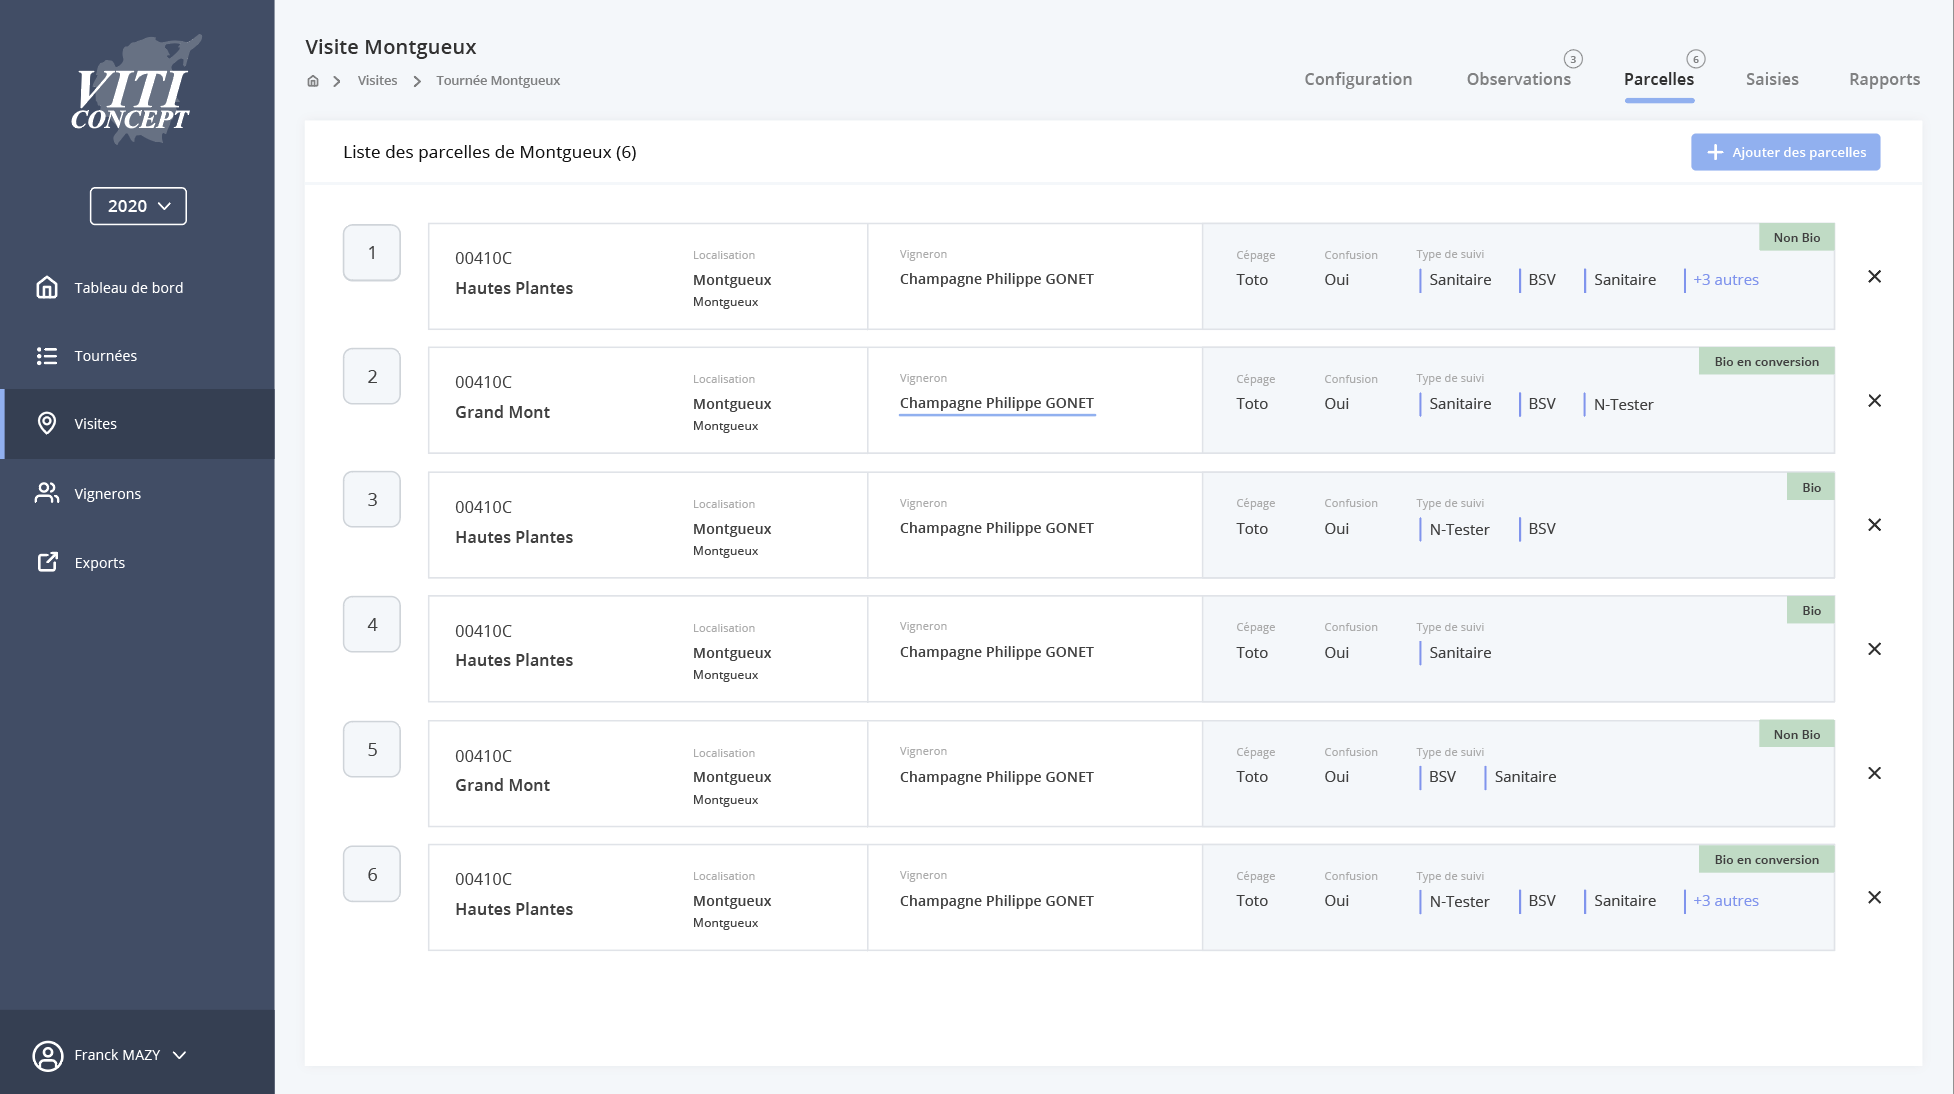 VITI
CONCEPT
2020
Tableau de bord
Tournées
Visites
Vignerons
Exports
Franck MAZY
Visite Montgueux
Visites
Tournée Montgueux
Configuration
Observations
3
Parcelles
6
Saisies
Rapports
Liste des parcelles de Montgueux (6)
Ajouter des parcelles
1
00410C
Hautes Plantes
Localisation
Montgueux
Montgueux
Vigneron
Champagne Philippe GONET
Cépage
Toto
Confusion
Oui
Type de suivi
Sanitaire
BSV
Sanitaire
+3 autres
Non Bio
2
00410C
Grand Mont
Localisation
Montgueux
Montgueux
Vigneron
Champagne Philippe GONET
Cépage
Toto
Confusion
Oui
Type de suivi
Sanitaire
BSV
N-Tester
Bio en conversion
3
00410C
Hautes Plantes
Localisation
Montgueux
Montgueux
Vigneron
Champagne Philippe GONET
Cépage
Toto
Confusion
Oui
Type de suivi
N-Tester
BSV
Bio
4
00410C
Hautes Plantes
Localisation
Montgueux
Montgueux
Vigneron
Champagne Philippe GONET
Cépage
Toto
Confusion
Oui
Type de suivi
Sanitaire
Bio
5
00410C
Grand Mont
Localisation
Montgueux
Montgueux
Vigneron
Champagne Philippe GONET
Cépage
Toto
Confusion
Oui
Type de suivi
BSV
Sanitaire
Non Bio
6
00410C
Hautes Plantes
Localisation
Montgueux
Montgueux
Vigneron
Champagne Philippe GONET
Cépage
Toto
Confusion
Oui
Type de suivi
N-Tester
BSV
Sanitaire
+3 autres
Bio en conversion